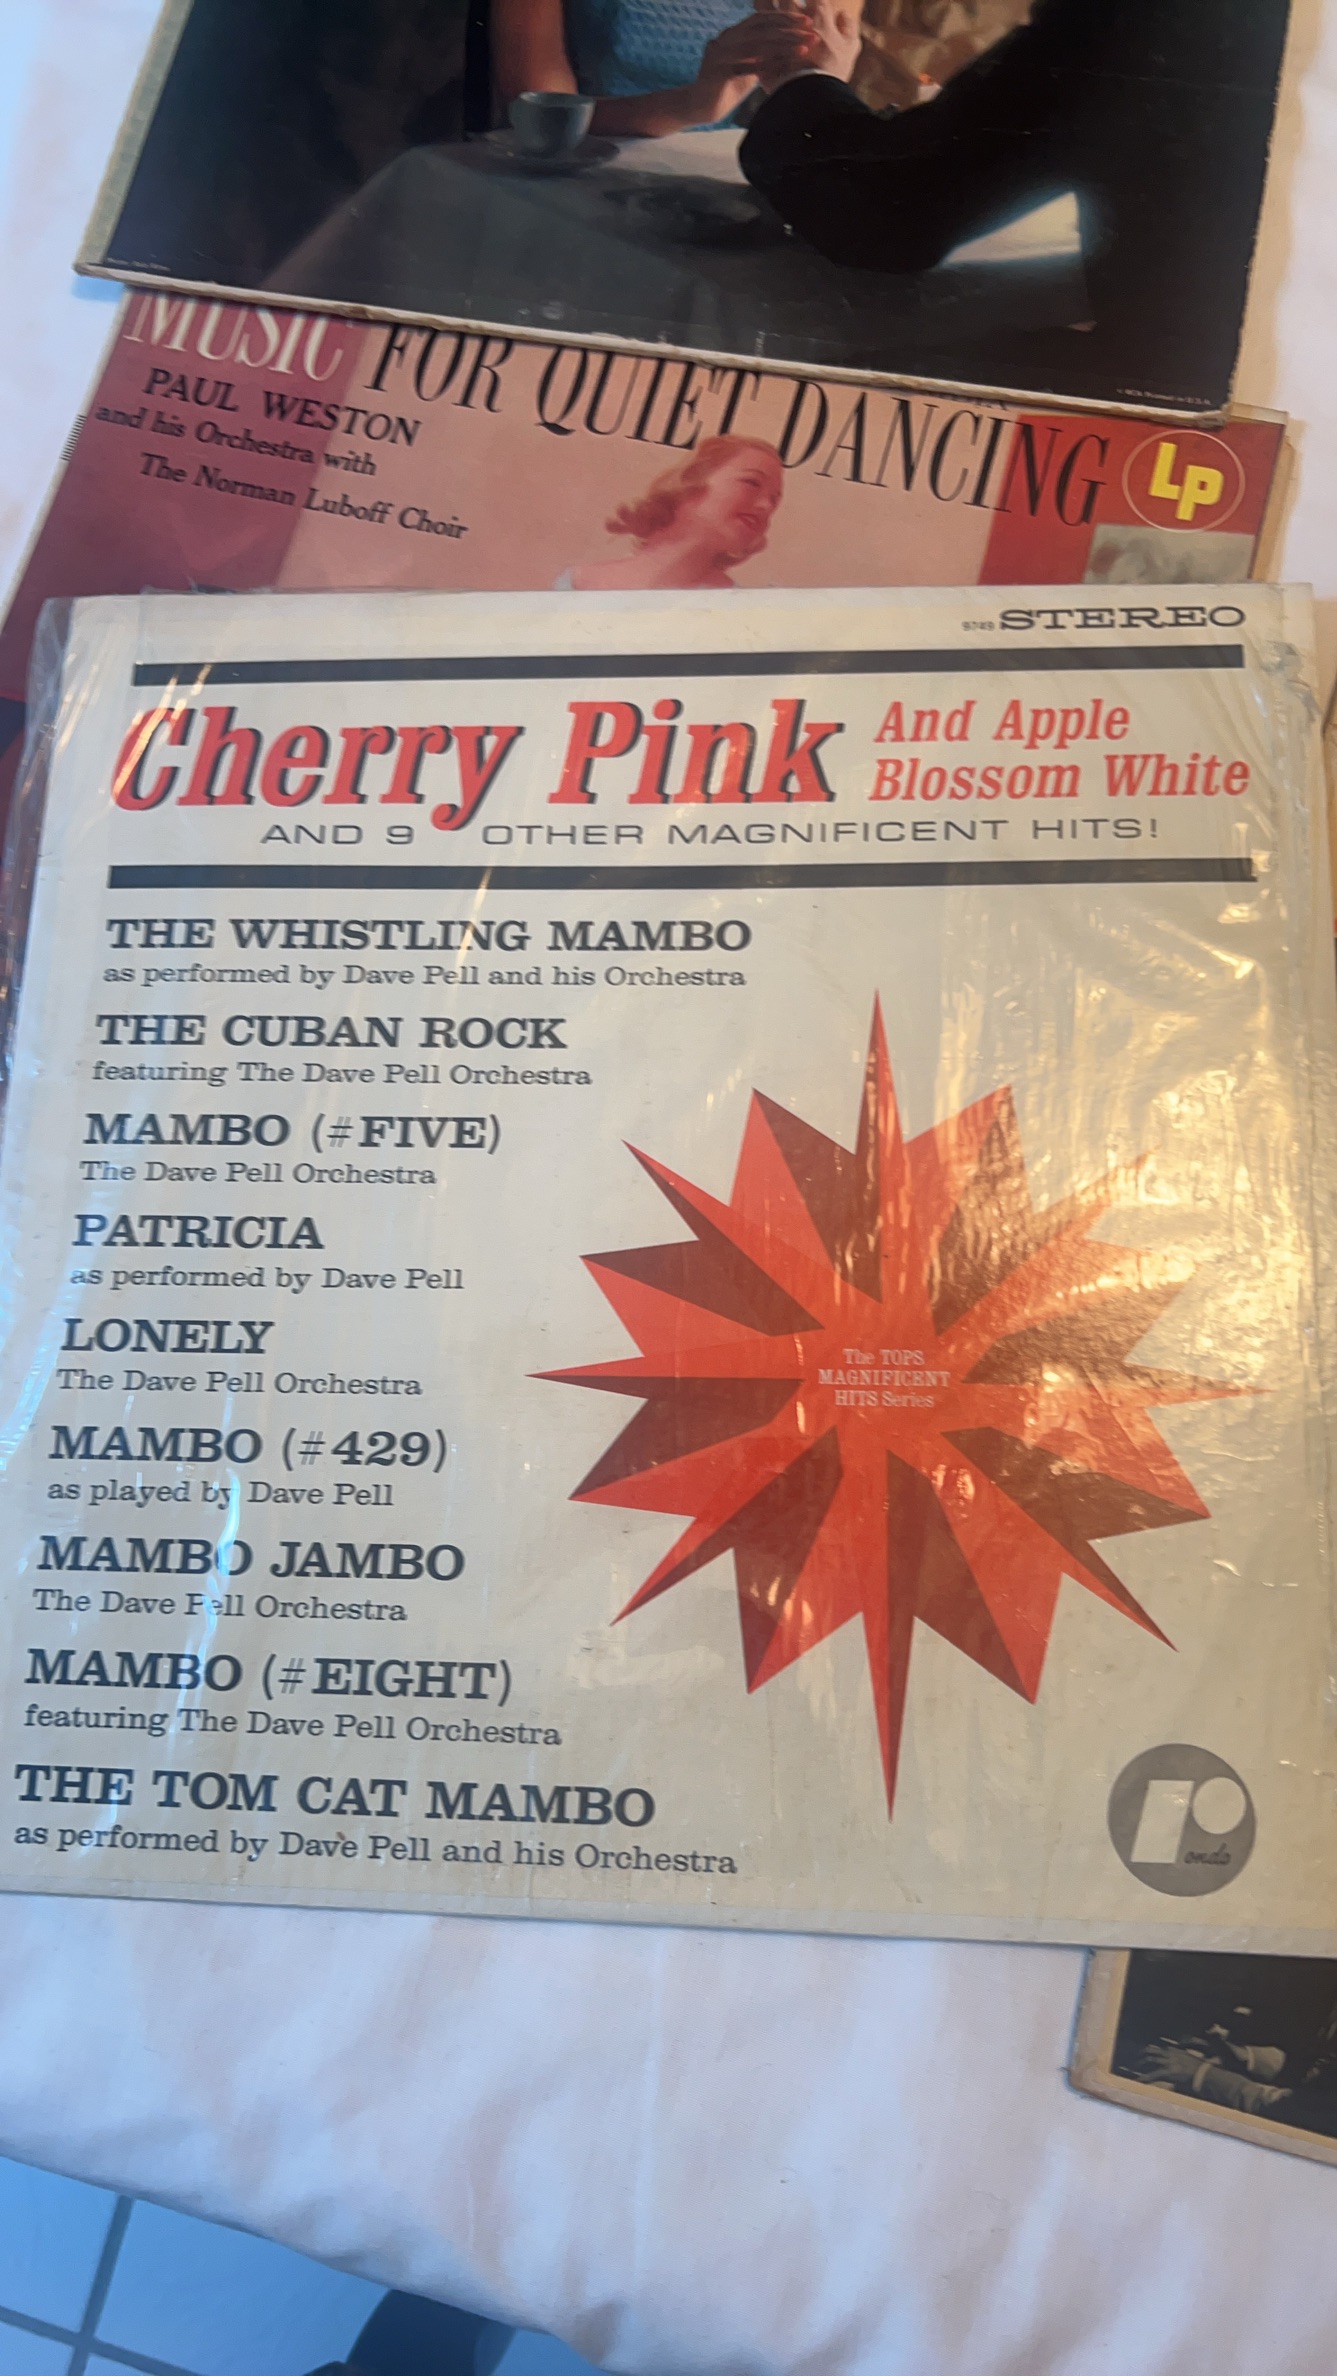 MUSIC FOR QUIET DANCING
PAUL WESTON
and his Orchestra with
The Norman Luboff Choir
LP
9749 STEREO
Cherry Pink And Apple
Blossom White
AND 9 OTHER MAGNIFICENT HITS!
THE WHISTLING MAMBO
as performed by Dave Pell and his Orchestra
THE CUBAN ROCK
featuring The Dave Pell Orchestra
MAMBO (#FIVE)
The Dave Pell Orchestra
PATRICIA
as performed by Dave Pell
LONELY
The Dave Pell Orchestra
MAMBO (#429)
as played by Dave Pell
MAMBO JAMBO
The Dave Pell Orchestra
MAMBO (#EIGHT)
featuring The Dave Pell Orchestra
THE TOM CAT MAMBO
as performed by Dave Pell and his Orchestra
The TOPS
MAGNIFICENT
HITS Series
Rondo